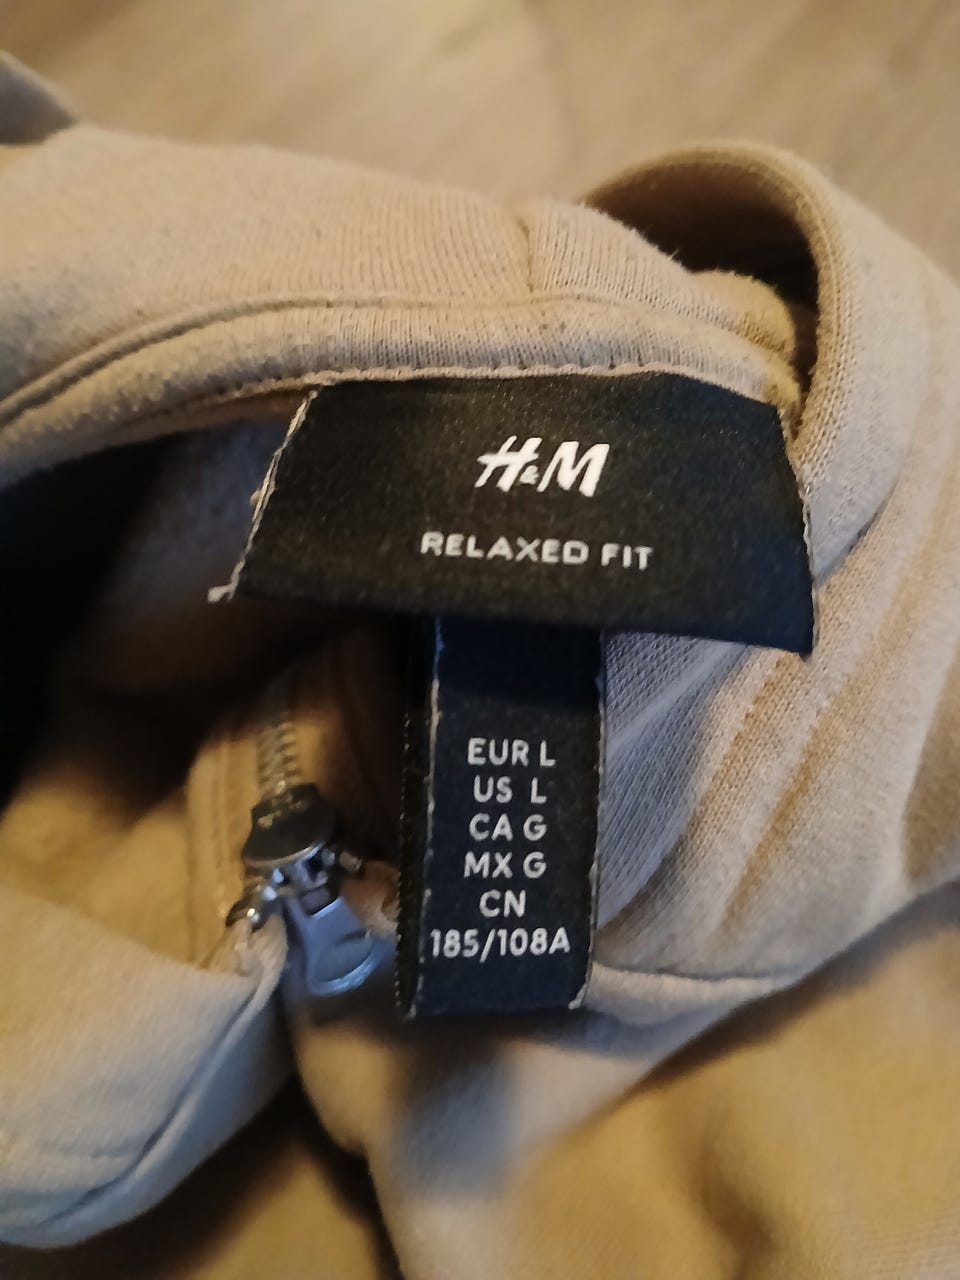 H&M
RELAXED FIT
EUR L
US L
CA G
MX G
CN
185/108A